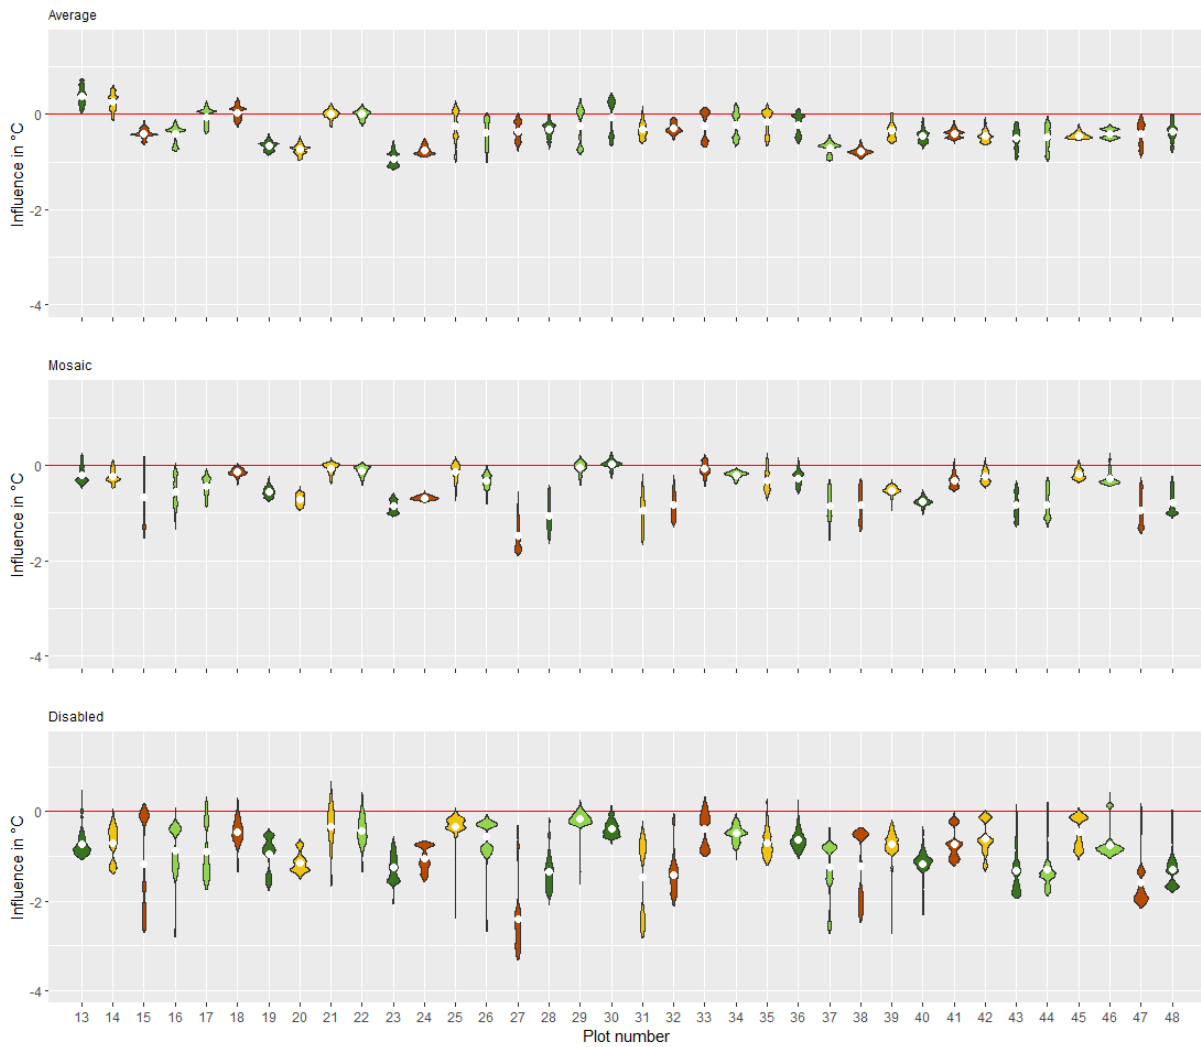 Average
0
-2
-4
Influence in °C
Mosaic
0
-2
-4
Influence in °C
Disabled
0
-2
-4
Influence in °C
13 14 15 16 17 18 19 20 21 22 23 24 25 26 27 28 29 30 31 32 33 34 35 36 37 38 39 40 41 42 43 44 45 46 47 48
Plot number